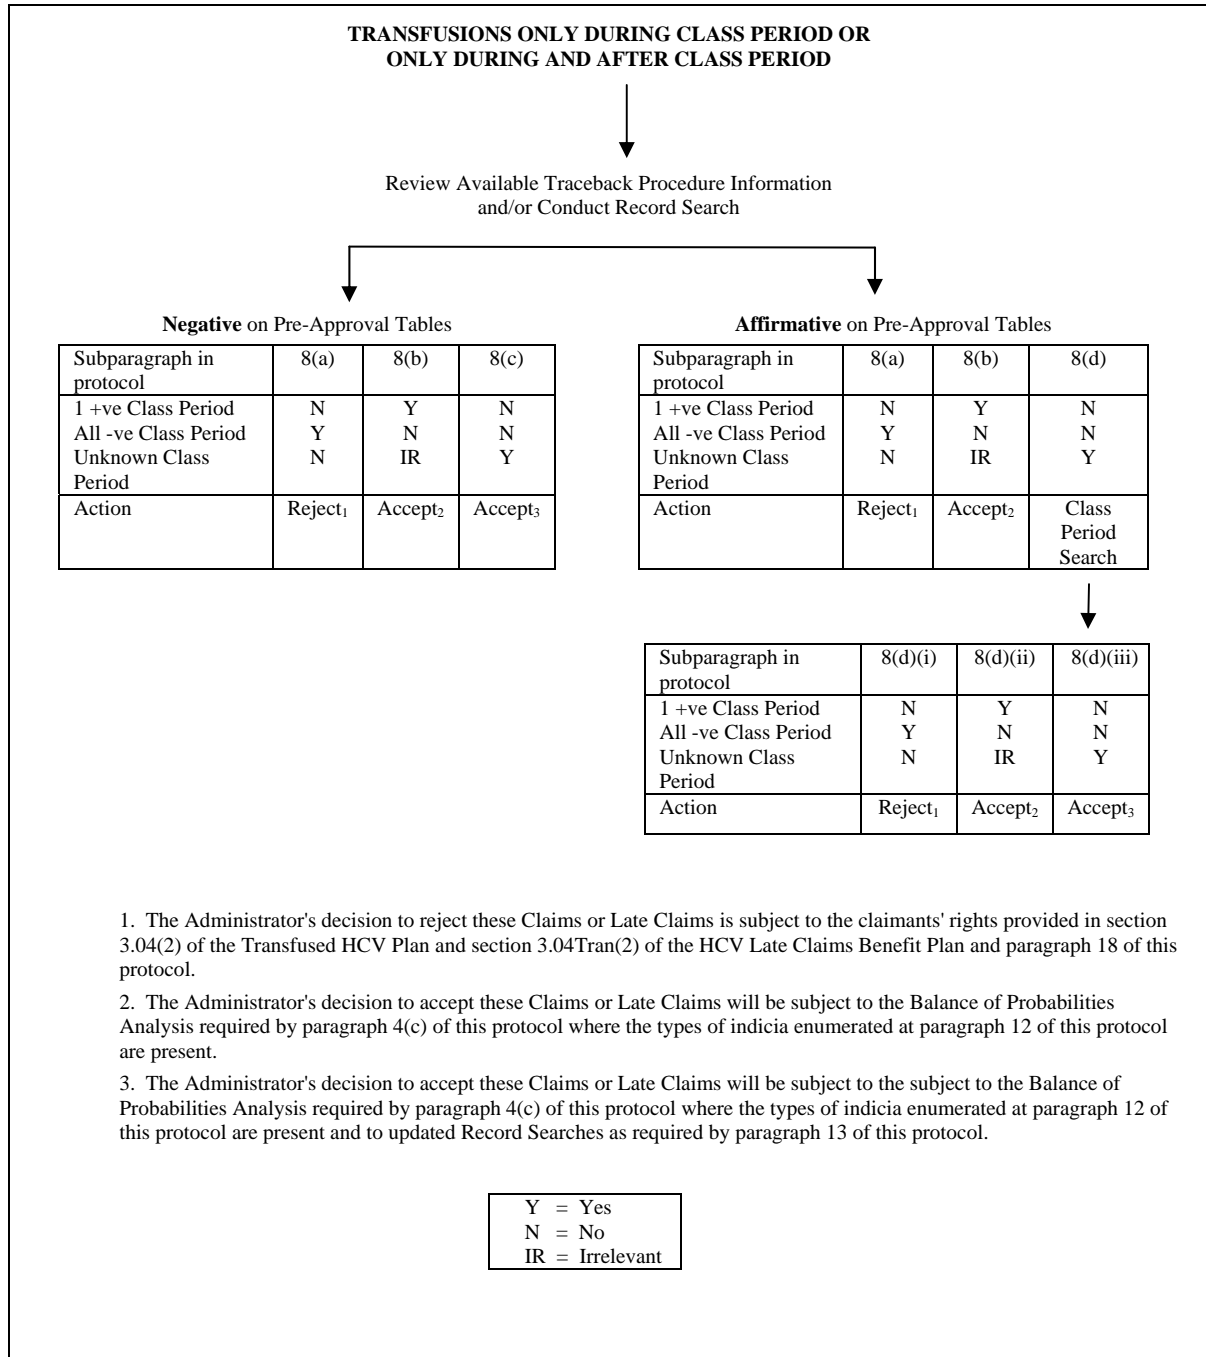 TRANSFUSIONS ONLY DURING CLASS PERIOD OR
ONLY DURING AND AFTER CLASS PERIOD
Review Available Traceback Procedure Information
and/or Conduct Record Search
Negative on Pre-Approval Tables
Subparagraph in protocol 8(a) 8(b) 8(c)
1 +ve Class Period N Y N
All -ve Class Period Y N N
Unknown Class Period N IR Y
Action Reject1 Accept2 Accept3
Affirmative on Pre-Approval Tables
Subparagraph in protocol 8(a) 8(b) 8(d)
1 +ve Class Period N Y N
All -ve Class Period Y N N
Unknown Class Period N IR Y
Action Reject1 Accept2 Class Period Search
Subparagraph in protocol 8(d)(i) 8(d)(ii) 8(d)(iii)
1 +ve Class Period N Y N
All -ve Class Period Y N N
Unknown Class Period N IR Y
Action Reject1 Accept2 Accept3
1. The Administrator's decision to reject these Claims or Late Claims is subject to the claimants' rights provided in section
3.04(2) of the Transfused HCV Plan and section 3.04Tran(2) of the HCV Late Claims Benefit Plan and paragraph 18 of this
protocol.
2. The Administrator's decision to accept these Claims or Late Claims will be subject to the Balance of Probabilities
Analysis required by paragraph 4(c) of this protocol where the types of indicia enumerated at paragraph 12 of this protocol
are present.
3. The Administrator's decision to accept these Claims or Late Claims will be subject to the subject to the Balance of
Probabilities Analysis required by paragraph 4(c) of this protocol where the types of indicia enumerated at paragraph 12 of
this protocol are present and to updated Record Searches as required by paragraph 13 of this protocol.
Y = Yes
N = No
IR = Irrelevant